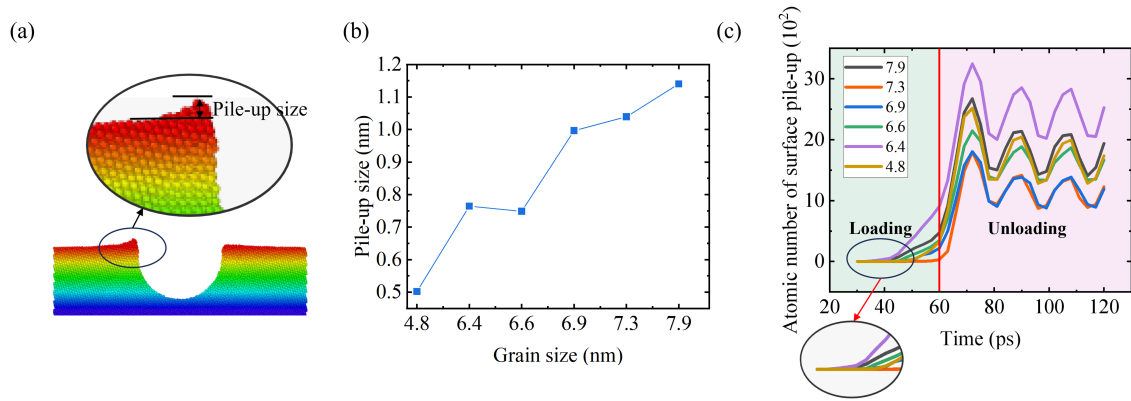 (a)
Pile-up size
(b)
Pile-up size (nm)
1.2
1.1
1.0
0.9
0.8
0.7
0.6
0.5
4.8 6.4 6.6 6.9 7.3 7.9
Grain size (nm)
(c)
Atomic number of surface pile-up (10²)
30
20
10
0
7.9
7.3
6.9
6.6
6.4
4.8
Loading
Unloading
20 40 60 80 100 120
Time (ps)